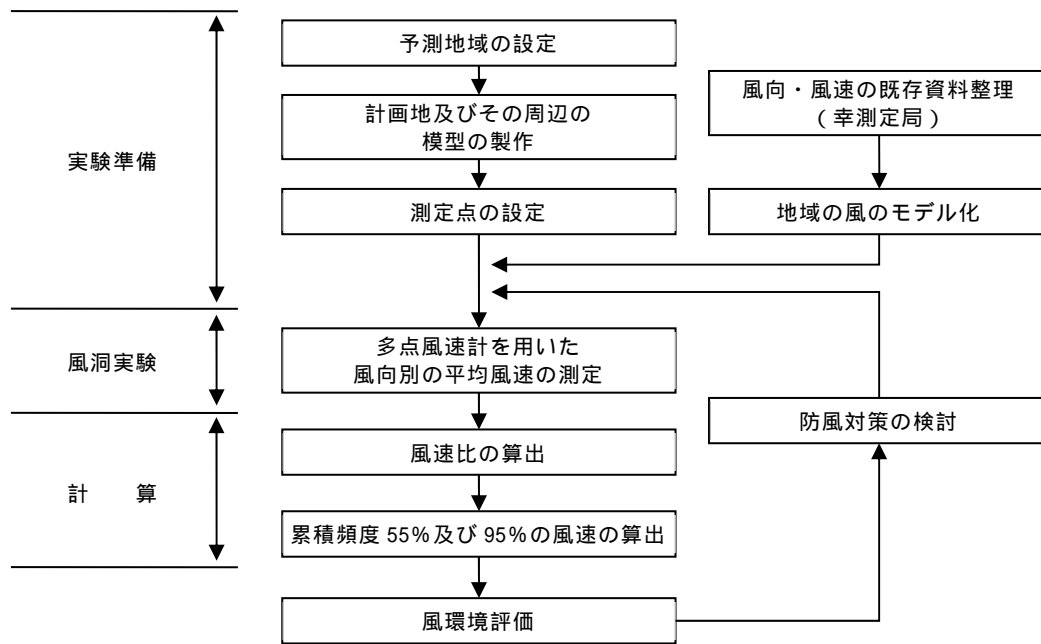 予測地域の設定
計画地及びその周辺の
模型の製作
風向・風速の既存資料整理
（幸測定局）
実験準備
測定点の設定
地域の風のモデル化
多点風速計を用いた
風向別の平均風速の測定
風洞実験
防風対策の検討
風速比の算出
計　　算
累積頻度 55％及び 95％の風速の算出
風環境評価